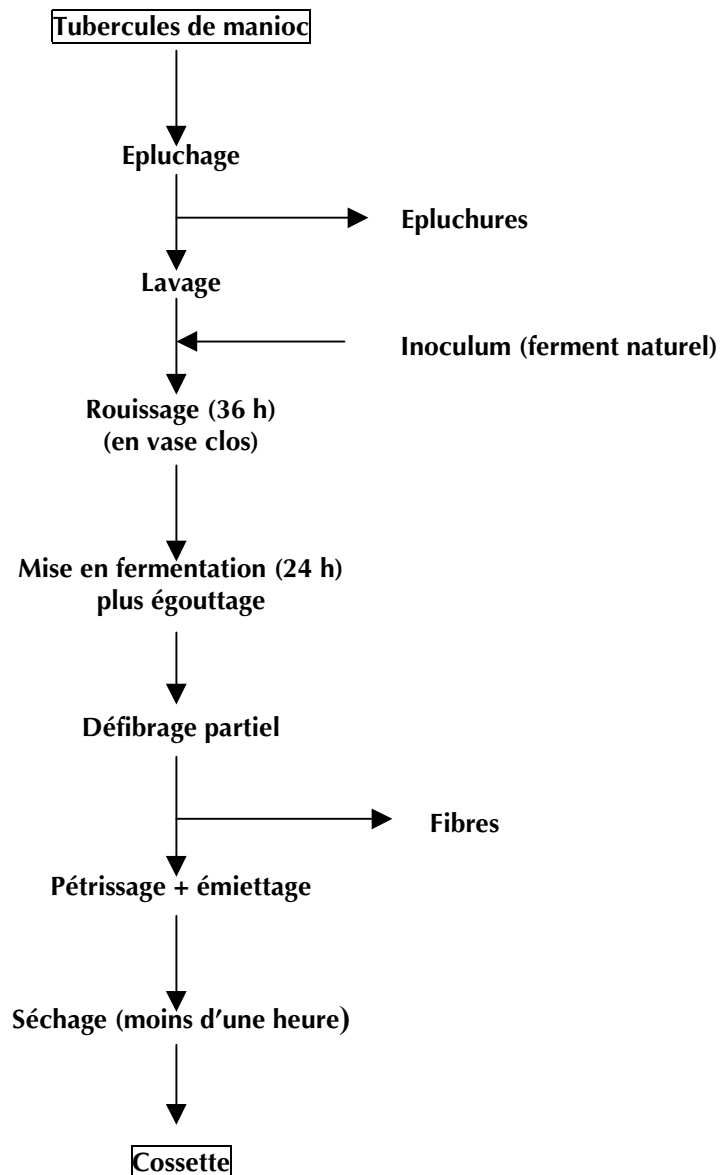 Tubercules de manioc
Epluchage
Epluchures
Lavage
Inoculum (ferment naturel)
Rouissage (36 h)
(en vase clos)
Mise en fermentation (24 h)
plus égouttage
Défibrage partiel
Fibres
Pétrissage + émiettage
Séchage (moins d'une heure)
Cossette